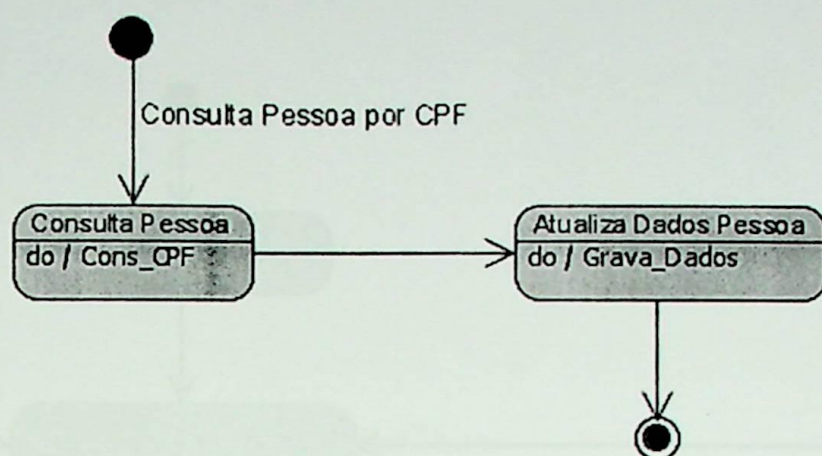 Consulta Pessoa por CPF
Consulta Pessoa
do / Cons_CPF
Atualiza Dados Pessoa
do / Grava_Dados